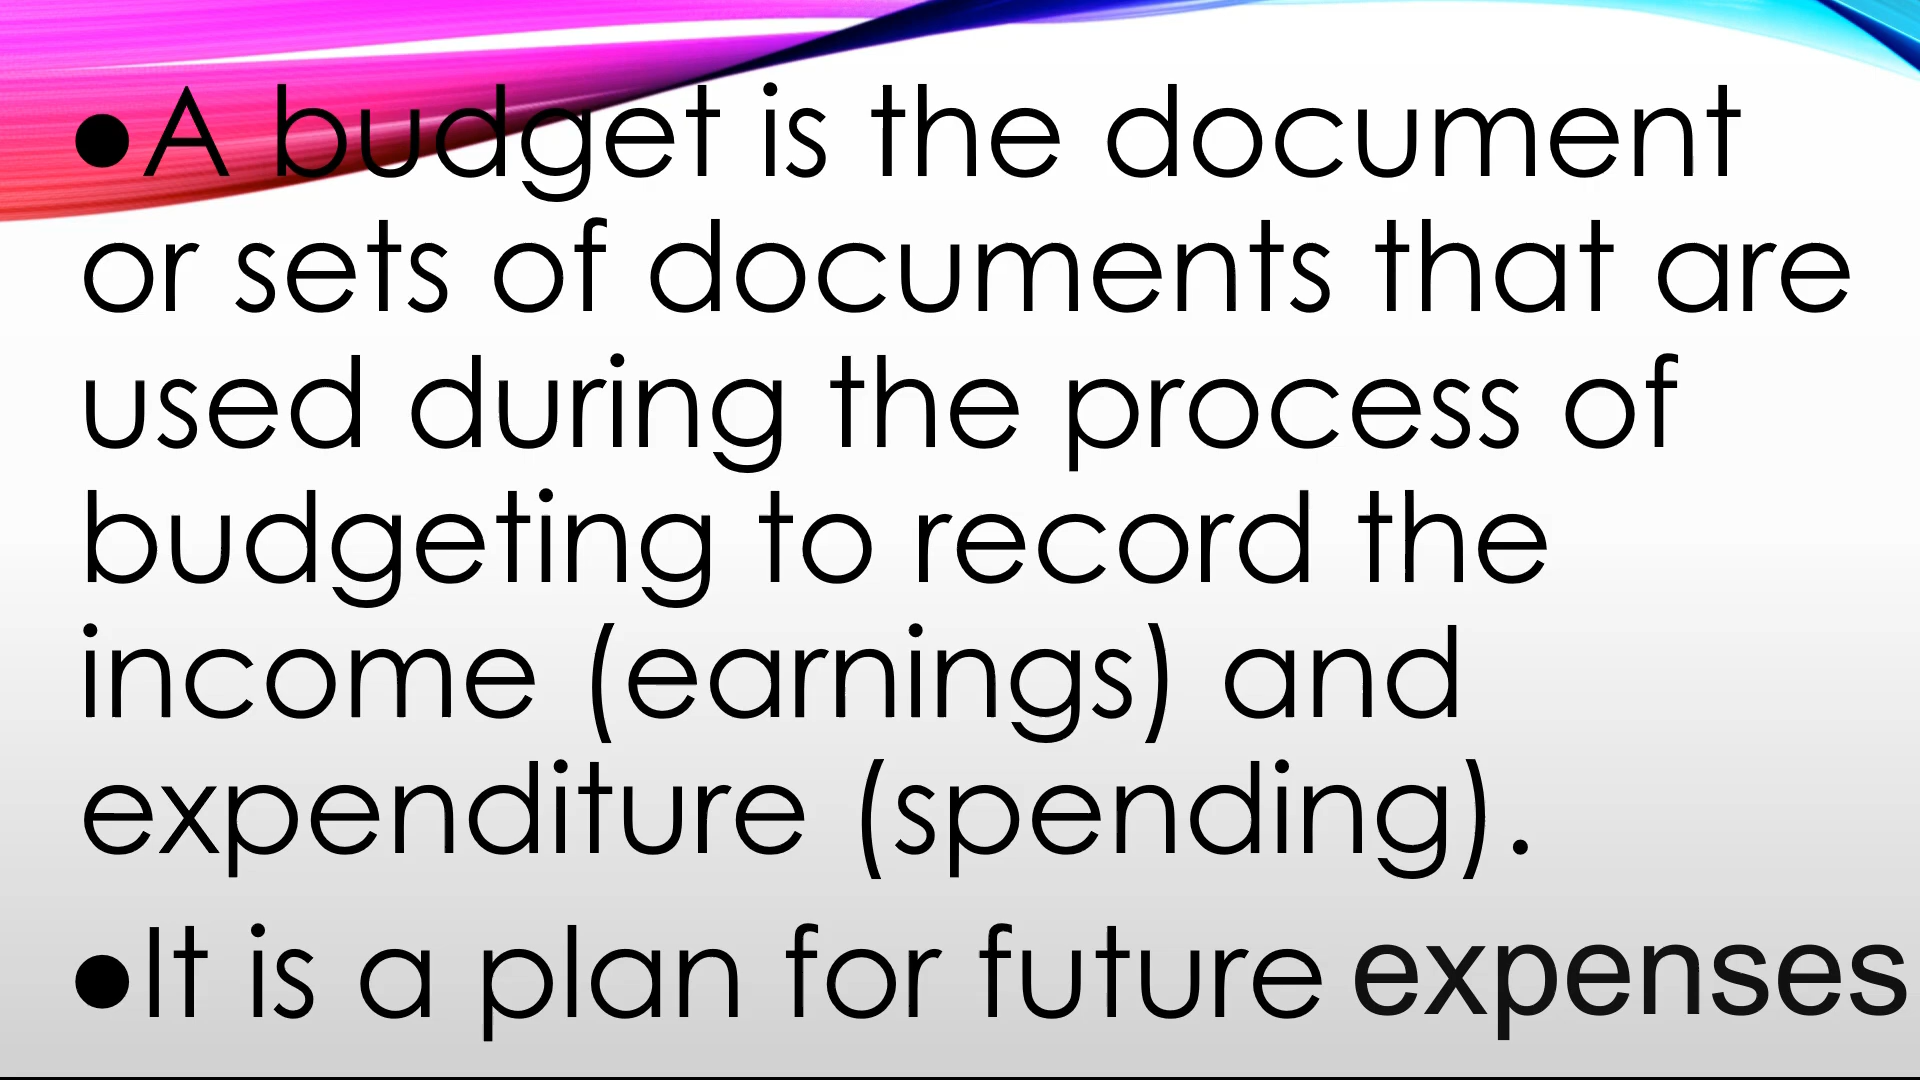 ●A budget is the document
or sets of documents that are
used during the process of
budgeting to record the
income (earnings) and
expenditure (spending).
●It is a plan for future expenses